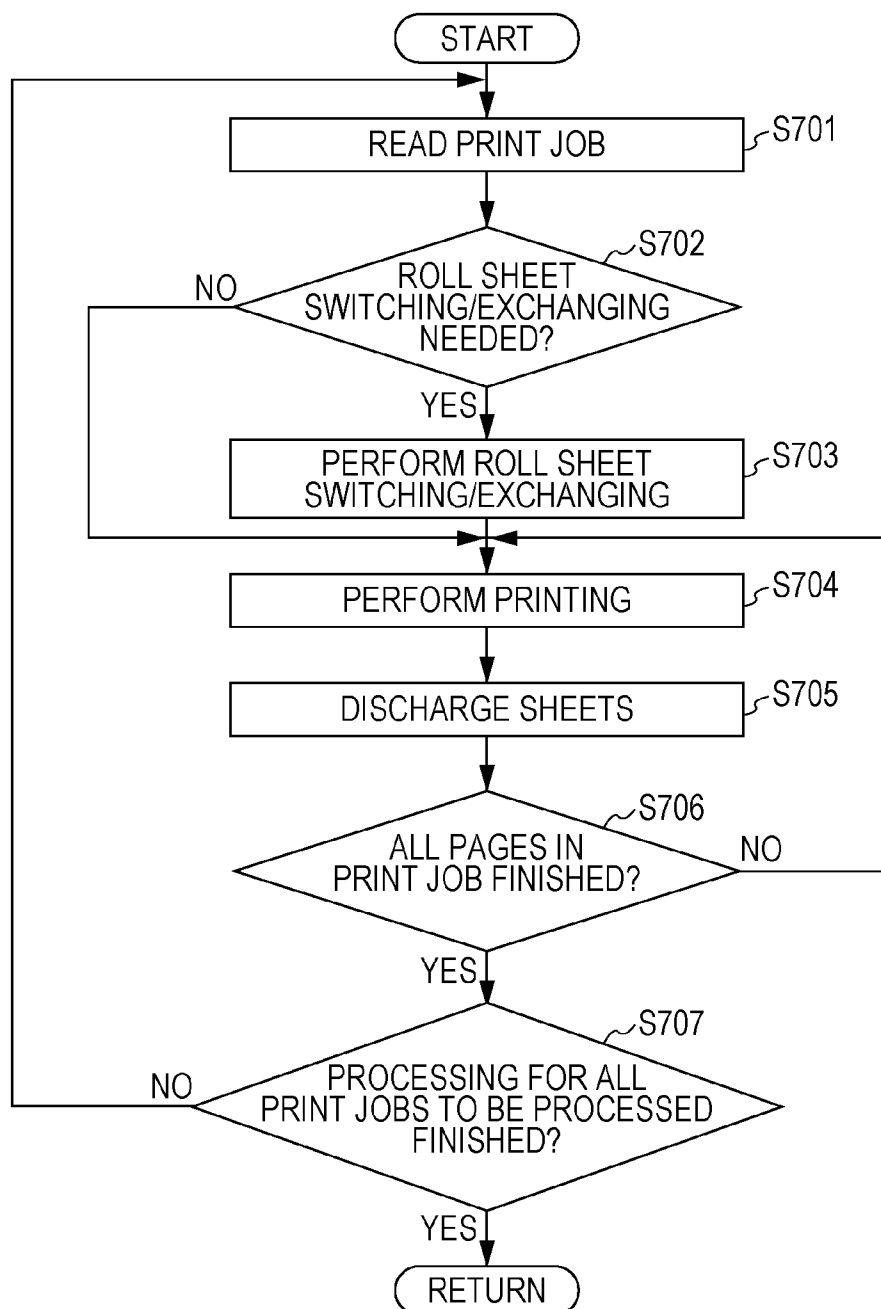 START
READ PRINT JOB
S701
S702
ROLL SHEET
SWITCHING/EXCHANGING
NEEDED?
NO
YES
PERFORM ROLL SHEET
SWITCHING/EXCHANGING
S703
PERFORM PRINTING
S704
DISCHARGE SHEETS
S705
S706
ALL PAGES IN
PRINT JOB FINISHED?
NO
YES
S707
PROCESSING FOR ALL
PRINT JOBS TO BE PROCESSED
FINISHED?
NO
YES
RETURN